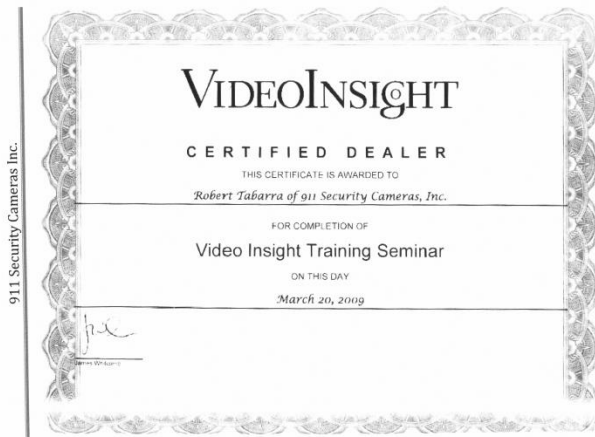 911 Security Cameras Inc.
VIDEOINSIGHT
CERTIFIED DEALER
THIS CERTIFICATE IS AWARDED TO
Robert Tabarra of 911 Security Cameras, Inc.
FOR COMPLETION OF
Video Insight Training Seminar
ON THIS DAY
March 20, 2009
James